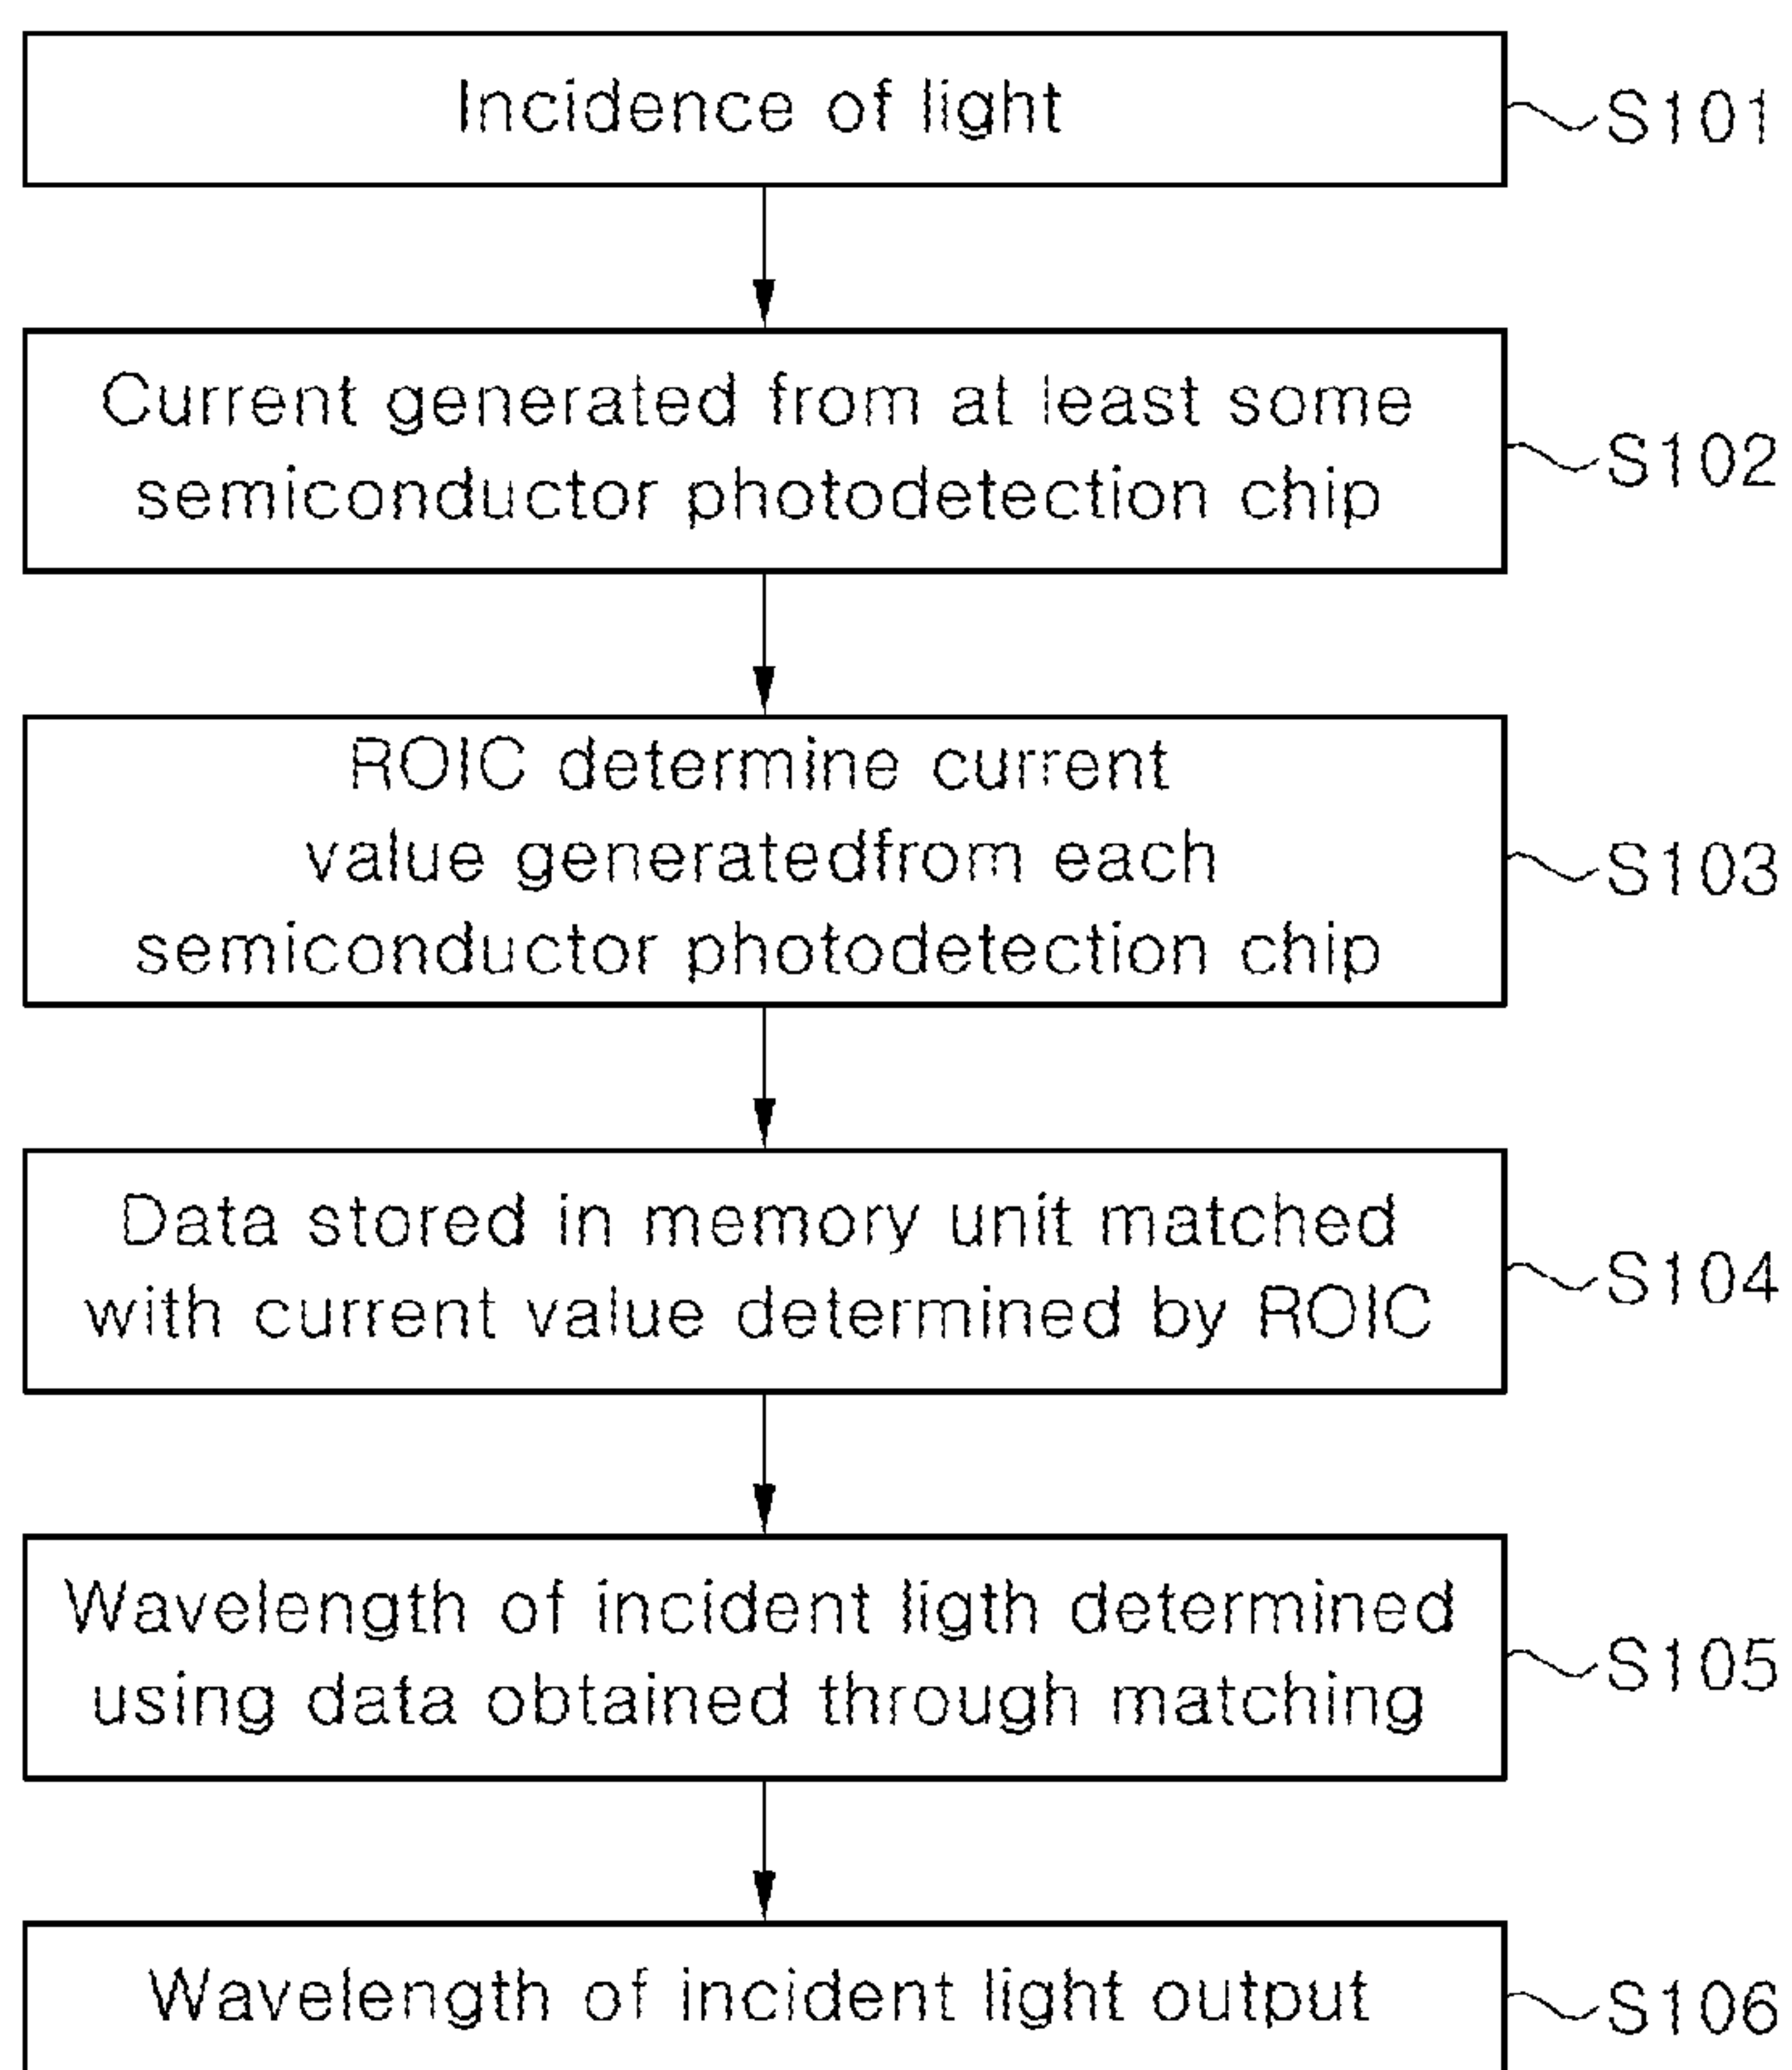 Incidence of light
S101
Current generated from at least some
semiconductor photodetection chip
S102
ROIC determine current
value generatedfrom each
semiconductor photodetection chip
S103
Data stored in memory unit matched
with current value determined by ROIC
S104
Wavelength of incident ligth determined
using data obtained through matching
S105
Wavelength of incident light output
S106